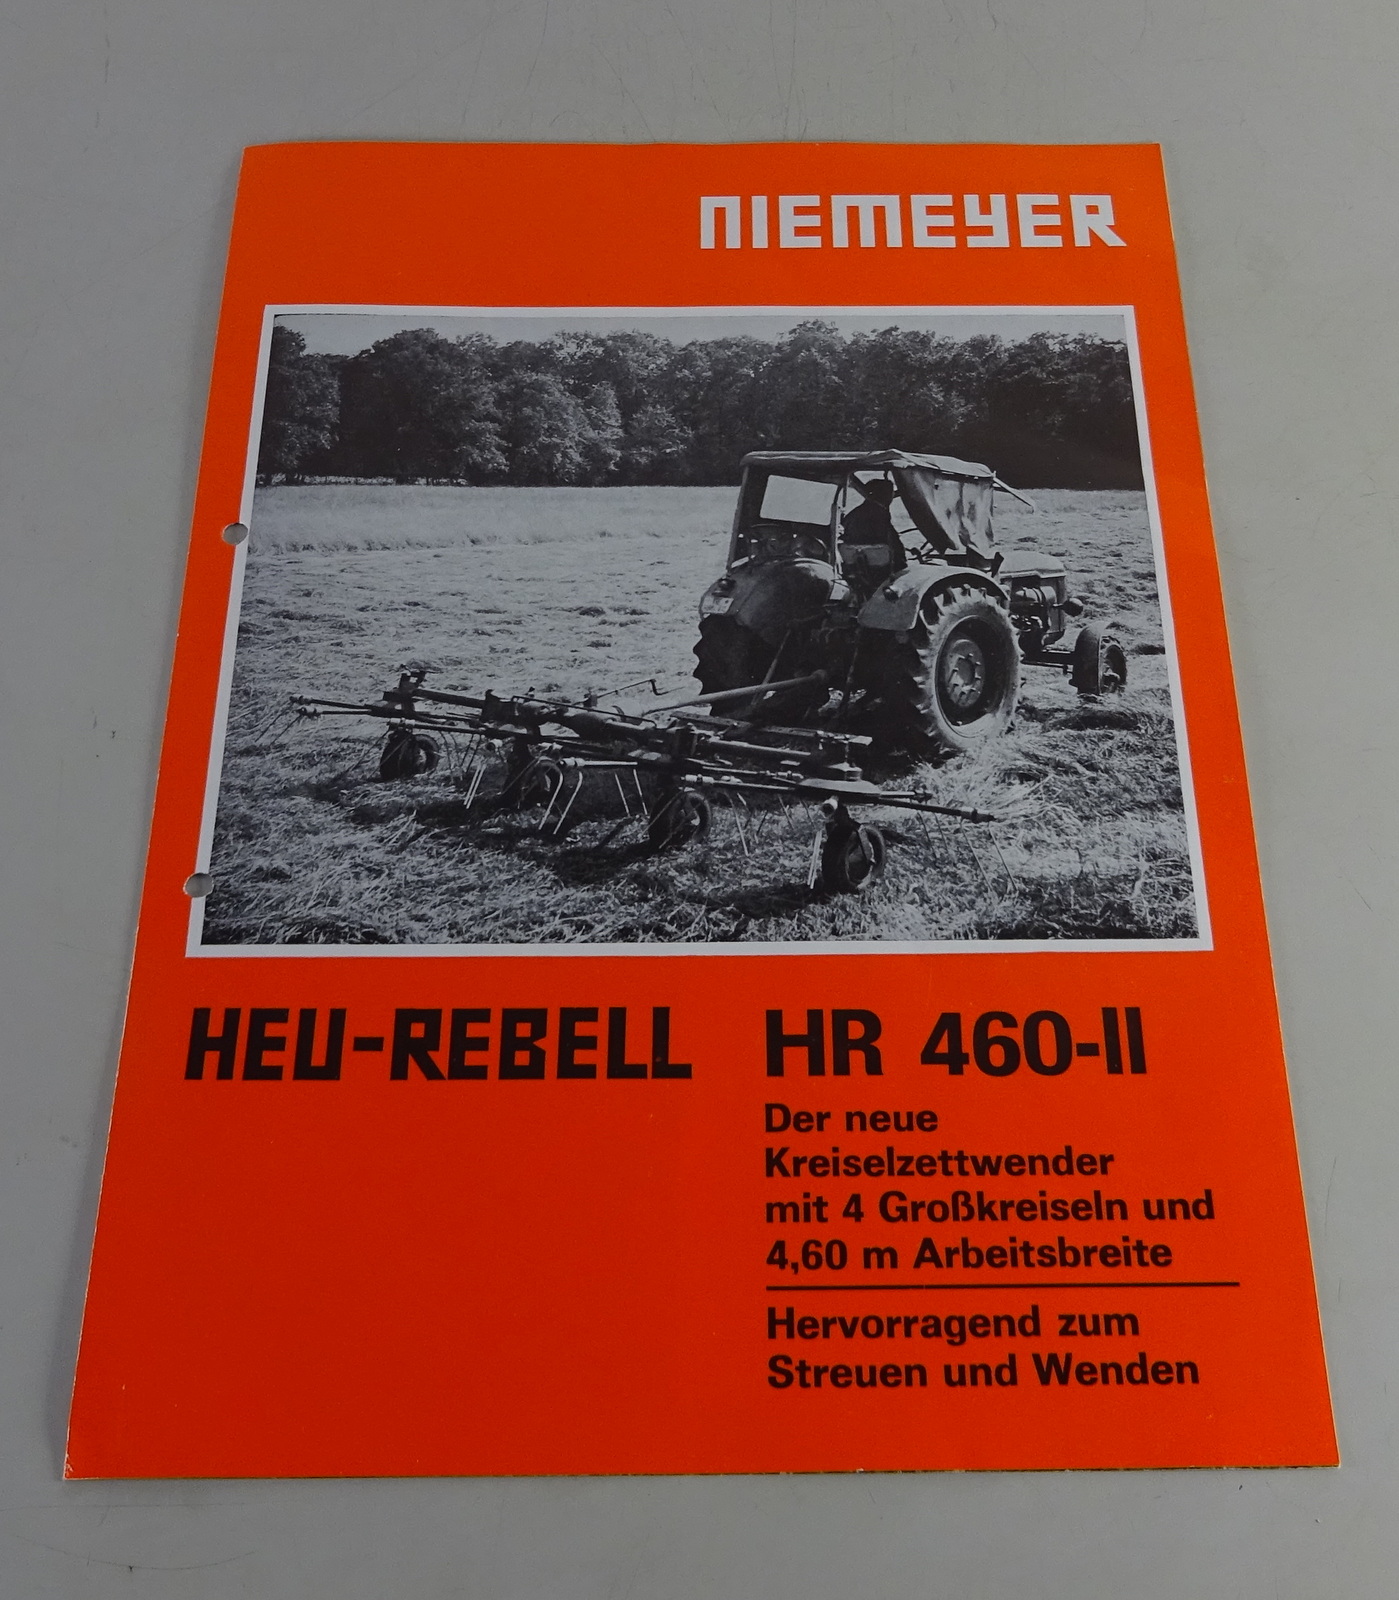 NIEMEYER
HEU-REBELL HR 460-II
Der neue
Kreiselzettwender
mit 4 Großkreiseln und
4,60 m Arbeitsbreite
Hervorragend zum
Streuen und Wenden